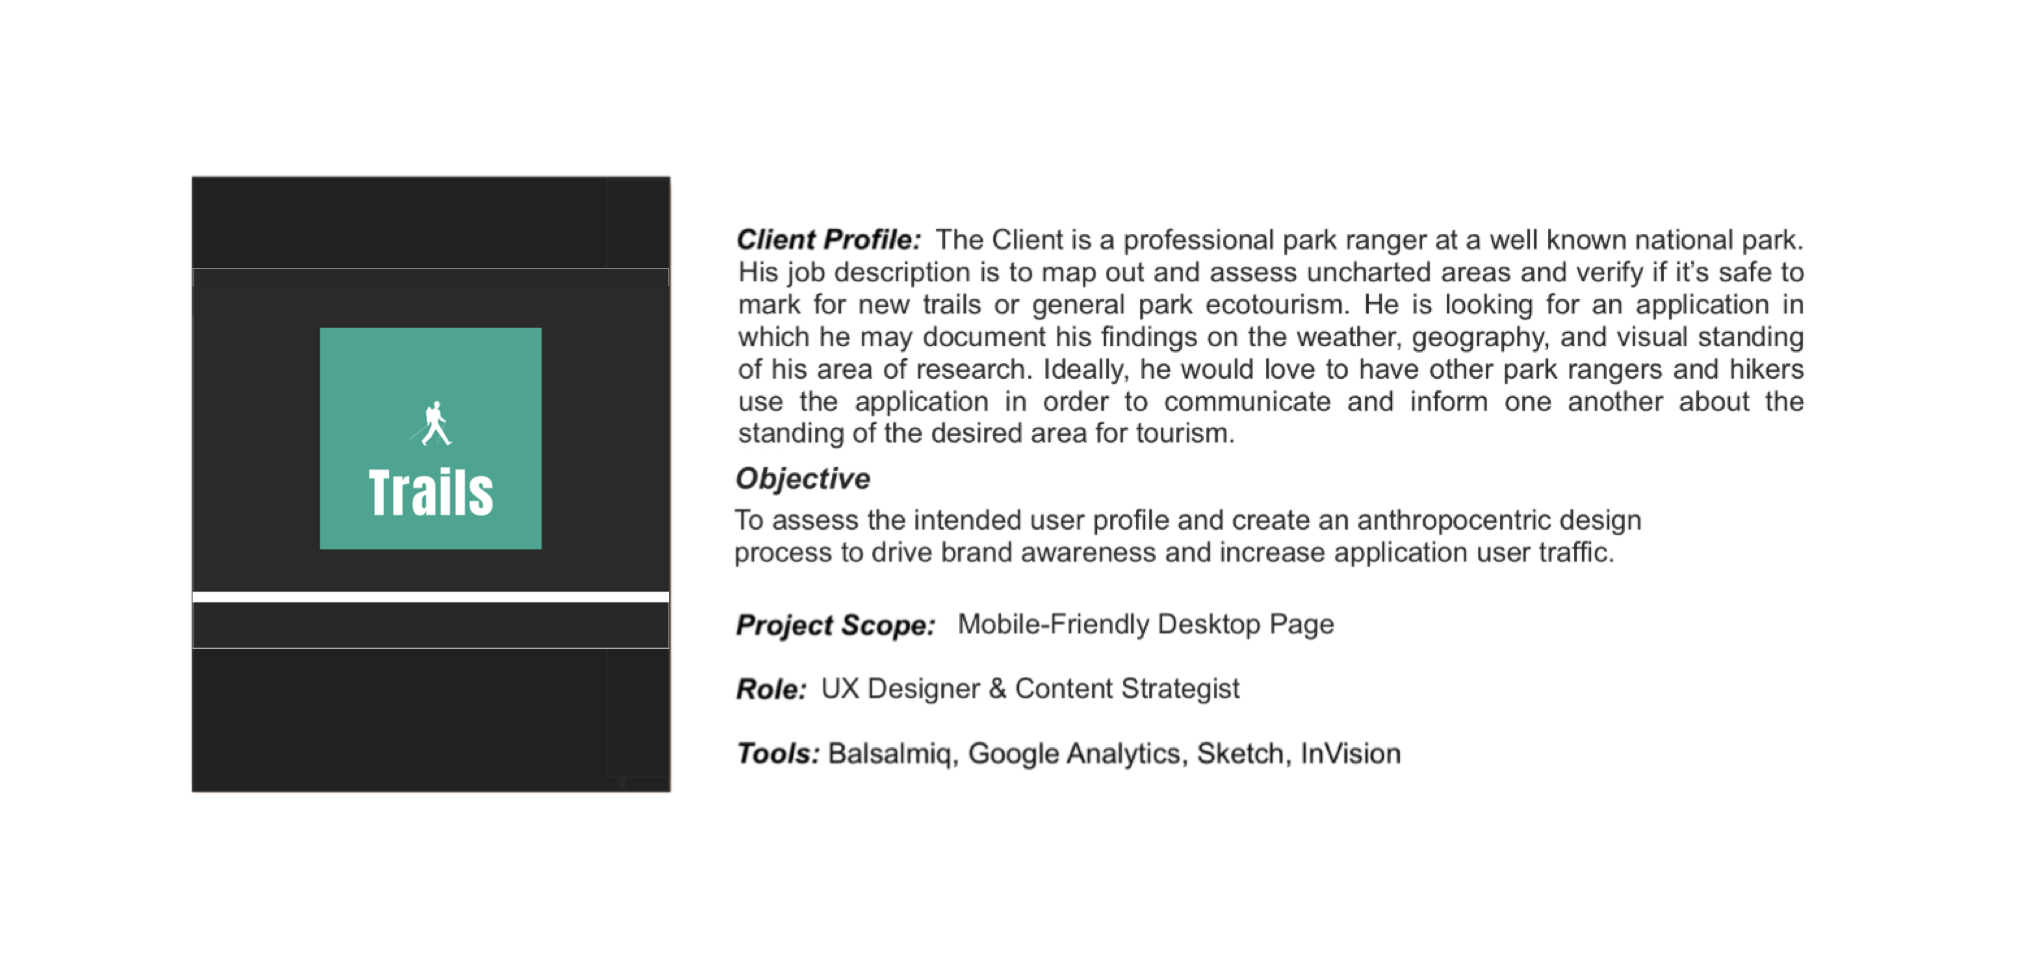 Trails
Client Profile: The Client is a professional park ranger at a well known national park.
His job description is to map out and assess uncharted areas and verify if it’s safe to
mark for new trails or general park ecotourism. He is looking for an application in
which he may document his findings on the weather, geography, and visual standing
of his area of research. Ideally, he would love to have other park rangers and hikers
use the application in order to communicate and inform one another about the
standing of the desired area for tourism.
Objective
To assess the intended user profile and create an anthropocentric design
process to drive brand awareness and increase application user traffic.
Project Scope: Mobile-Friendly Desktop Page
Role: UX Designer & Content Strategist
Tools: Balsalmiq, Google Analytics, Sketch, InVision